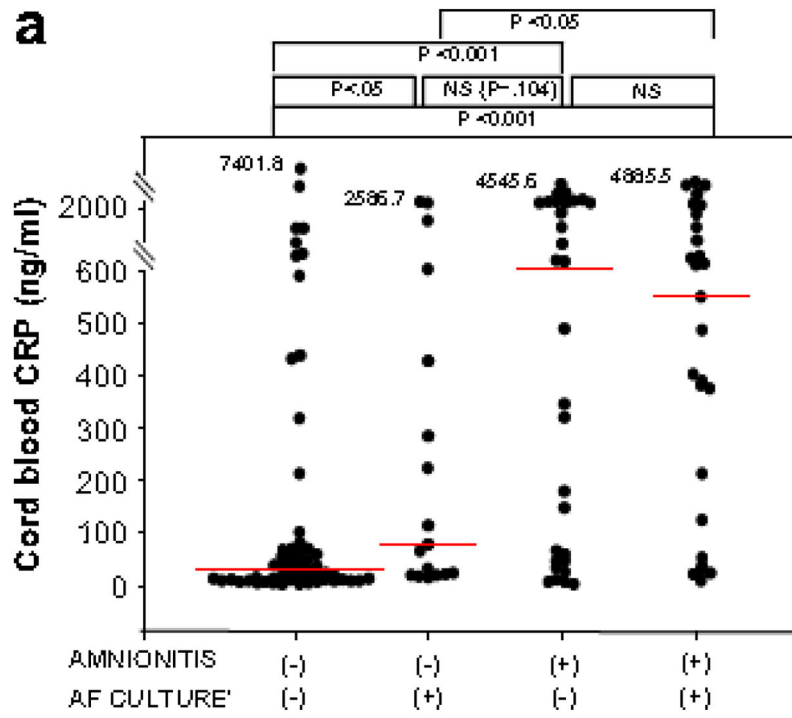 a
P <0.05
P <0.001
P<.05 NS (P=.104) NS
P <0.001
7401.8 2586.7 4545.6 4885.5
Cord blood CRP (ng/ml)
2000
600
500
400
300
200
100
0
AMNIONITIS (-) (-) (+) (+)
AF CULTURE' (-) (+) (-) (+)